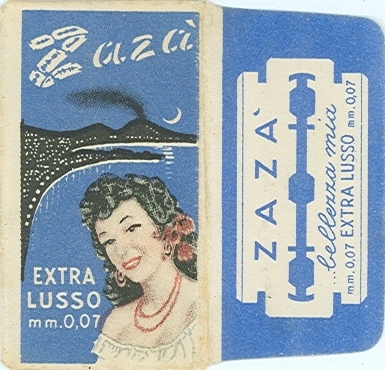 Zazà
EXTRA
LUSSO
mm.0,07
ZAZÀ
...bellezza mia
mm.0,07 EXTRA LUSSO mm.0,07